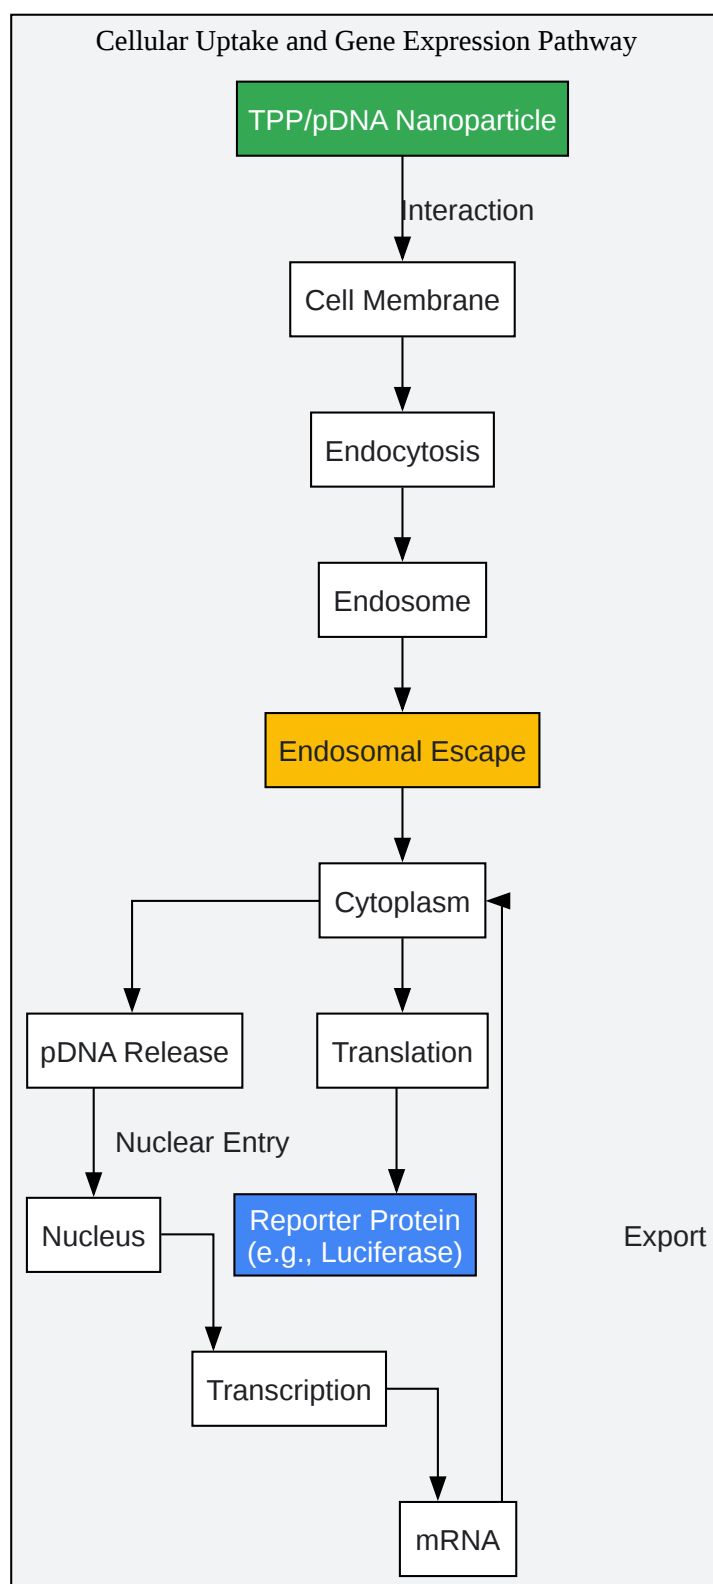 Cellular Uptake and Gene Expression Pathway
TPP/pDNA Nanoparticle
Interaction
Cell Membrane
Endocytosis
Endosome
Endosomal Escape
Cytoplasm
pDNA Release
Translation
Nuclear Entry
Nucleus
Reporter Protein
(e.g., Luciferase)
Export
Transcription
mRNA